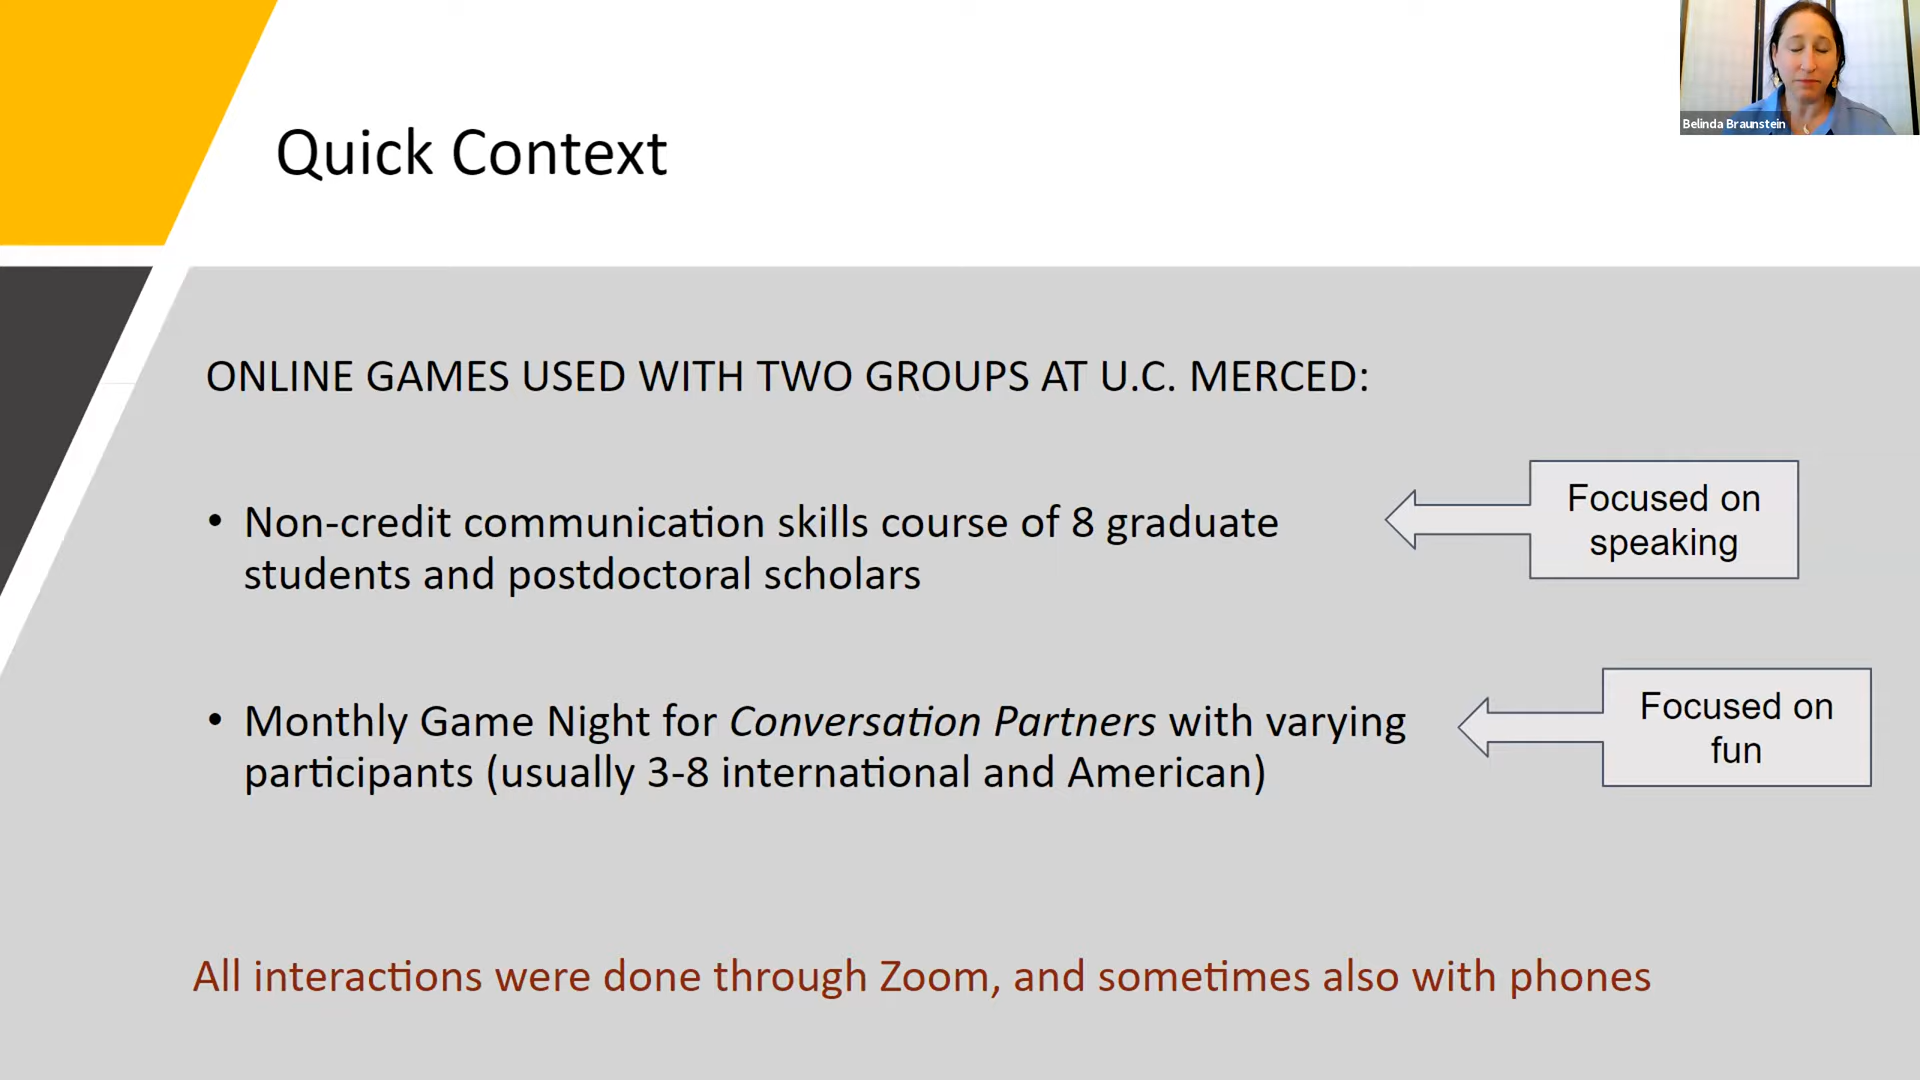 Belinda Braunstein
Quick Context
ONLINE GAMES USED WITH TWO GROUPS AT U.C. MERCED:
• Non-credit communication skills course of 8 graduate
students and postdoctoral scholars
Focused on
speaking
• Monthly Game Night for Conversation Partners with varying
participants (usually 3-8 international and American)
Focused on
fun
All interactions were done through Zoom, and sometimes also with phones